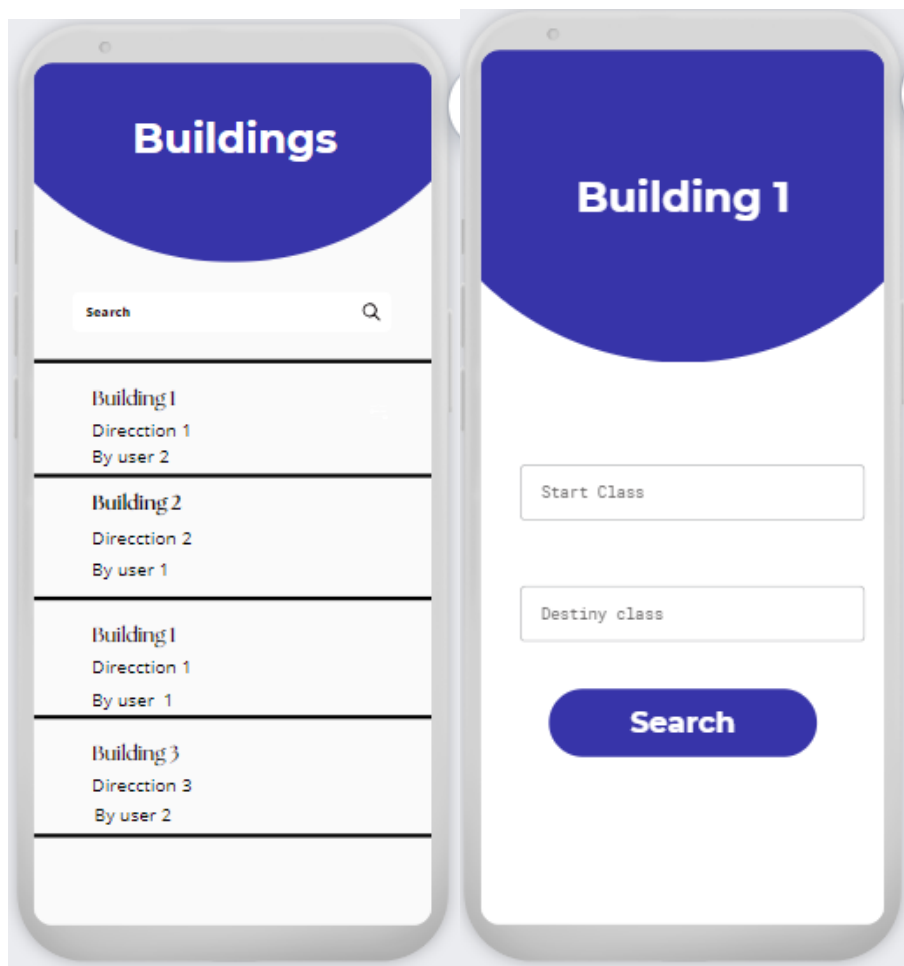 Buildings
Search
Building 1
Direcction 1
By user 2
Building 2
Direcction 2
By user 1
Building 1
Direcction 1
By user 1
Building 3
Direcction 3
By user 2
Building 1
Start Class
Destiny class
Search